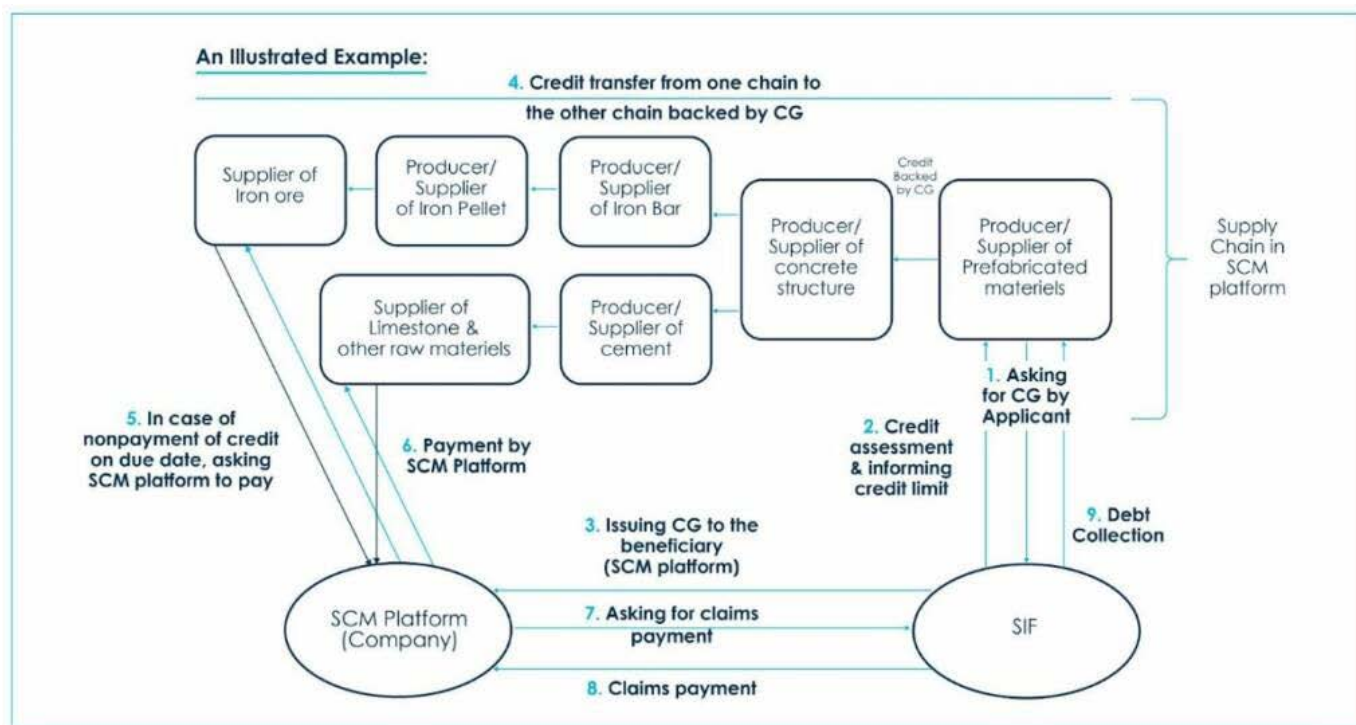 An Illustrated Example:
4. Credit transfer from one chain to
the other chain backed by CG
Supplier of
Iron ore
Producer/
Supplier
of Iron Pellet
Producer/
Supplier
of Iron Bar
Producer/
Supplier of
concrete
structure
Credit
Backed
by CG
Producer/
Supplier of
Prefabricated
materiels
Supply
Chain in
SCM
platform
Supplier of
Limestone &
other raw materiels
Producer/
Supplier of
cement
1. Asking
for CG by
Applicant
5. In case of
nonpayment of credit
on due date, asking
SCM platform to pay
6. Payment by
SCM Platform
2. Credit
assessment
& informing
credit limit
9. Debt
Collection
3. Issuing CG to the
beneficiary
(SCM platform)
SCM Platform
(Company)
7. Asking for claims
payment
SIF
8. Claims payment